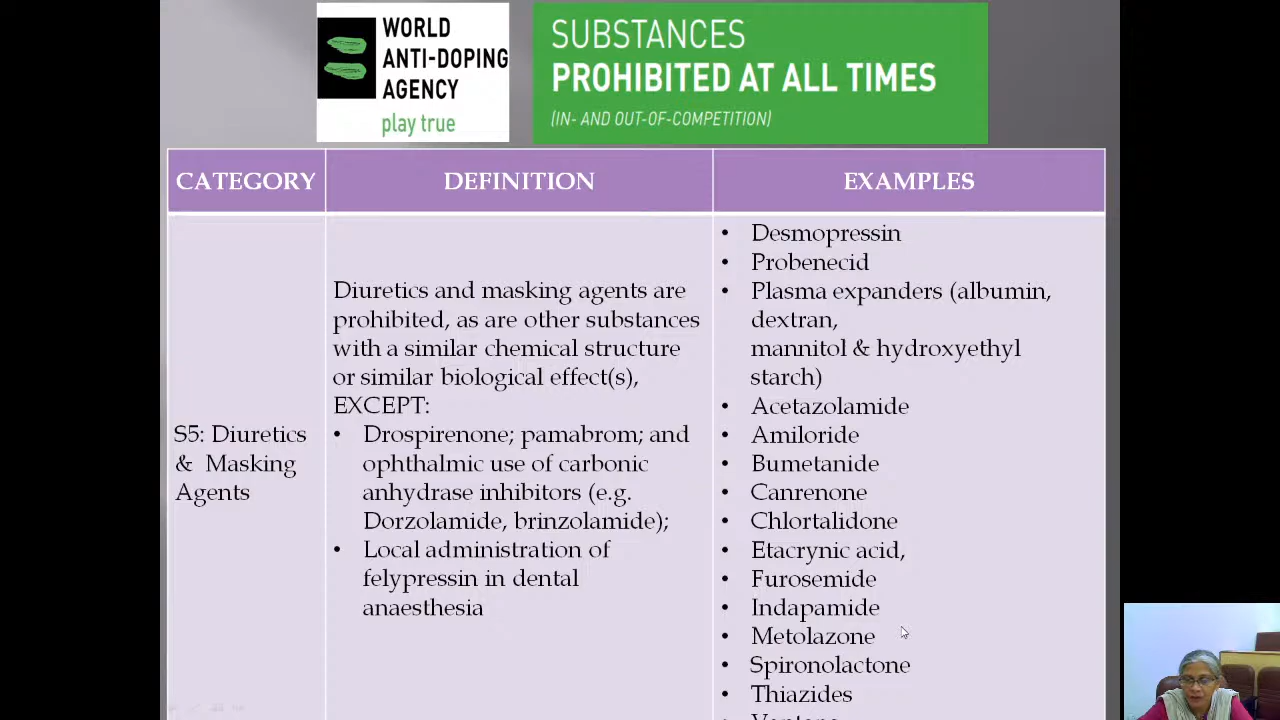 WORLD
ANTI-DOPING
AGENCY
play true
SUBSTANCES
PROHIBITED AT ALL TIMES
(IN- AND OUT-OF-COMPETITION)
CATEGORY
DEFINITION
EXAMPLES
S5: Diuretics
& Masking
Agents
Diuretics and masking agents are
prohibited, as are other substances
with a similar chemical structure
or similar biological effect(s),
EXCEPT:
• Drospirenone; pamabrom; and
ophthalmic use of carbonic
anhydrase inhibitors (e.g.
Dorzolamide, brinzolamide);
• Local administration of
felypressin in dental
anaesthesia
• Desmopressin
• Probenecid
• Plasma expanders (albumin,
dextran,
mannitol & hydroxyethyl
starch)
• Acetazolamide
• Amiloride
• Bumetanide
• Canrenone
• Chlortalidone
• Etacrynic acid,
• Furosemide
• Indapamide
• Metolazone
• Spironolactone
• Thiazides